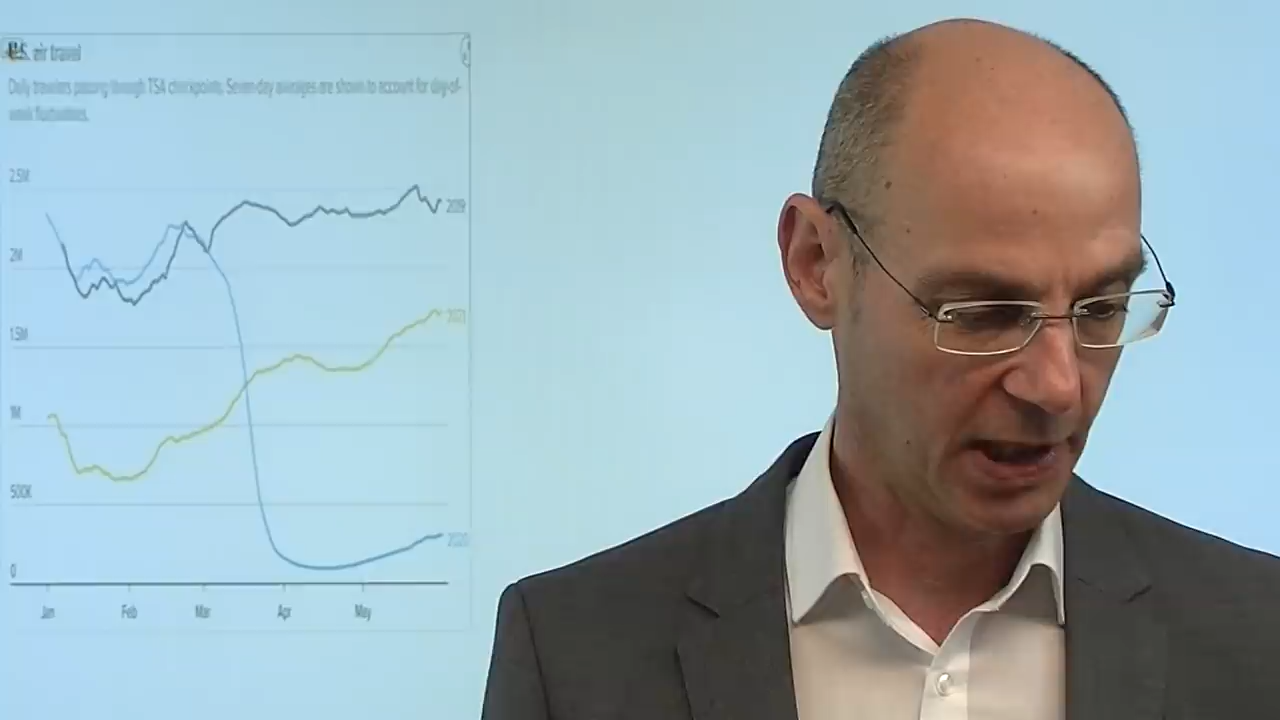 U.S. air travel
Daily travelers passing through TSA checkpoints. Seven-day averages are shown to account for day-of-
week fluctuations.
2.5M
2019
2M
2021
1.5M
1M
500K
2020
0
Jan Feb Mar Apr May